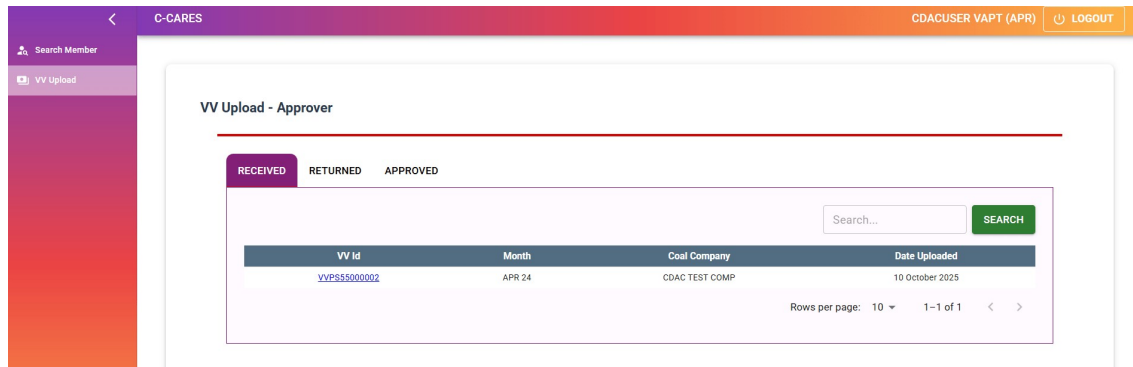 C-CARES
CDACUSER VAPT (APR)
LOGOUT
Search Member
VV Upload
VV Upload - Approver
RECEIVED RETURNED APPROVED
Search... SEARCH
VV Id Month Coal Company Date Uploaded
VVPS55000002 APR 24 CDAC TEST COMP 10 October 2025
Rows per page: 10 1–1 of 1